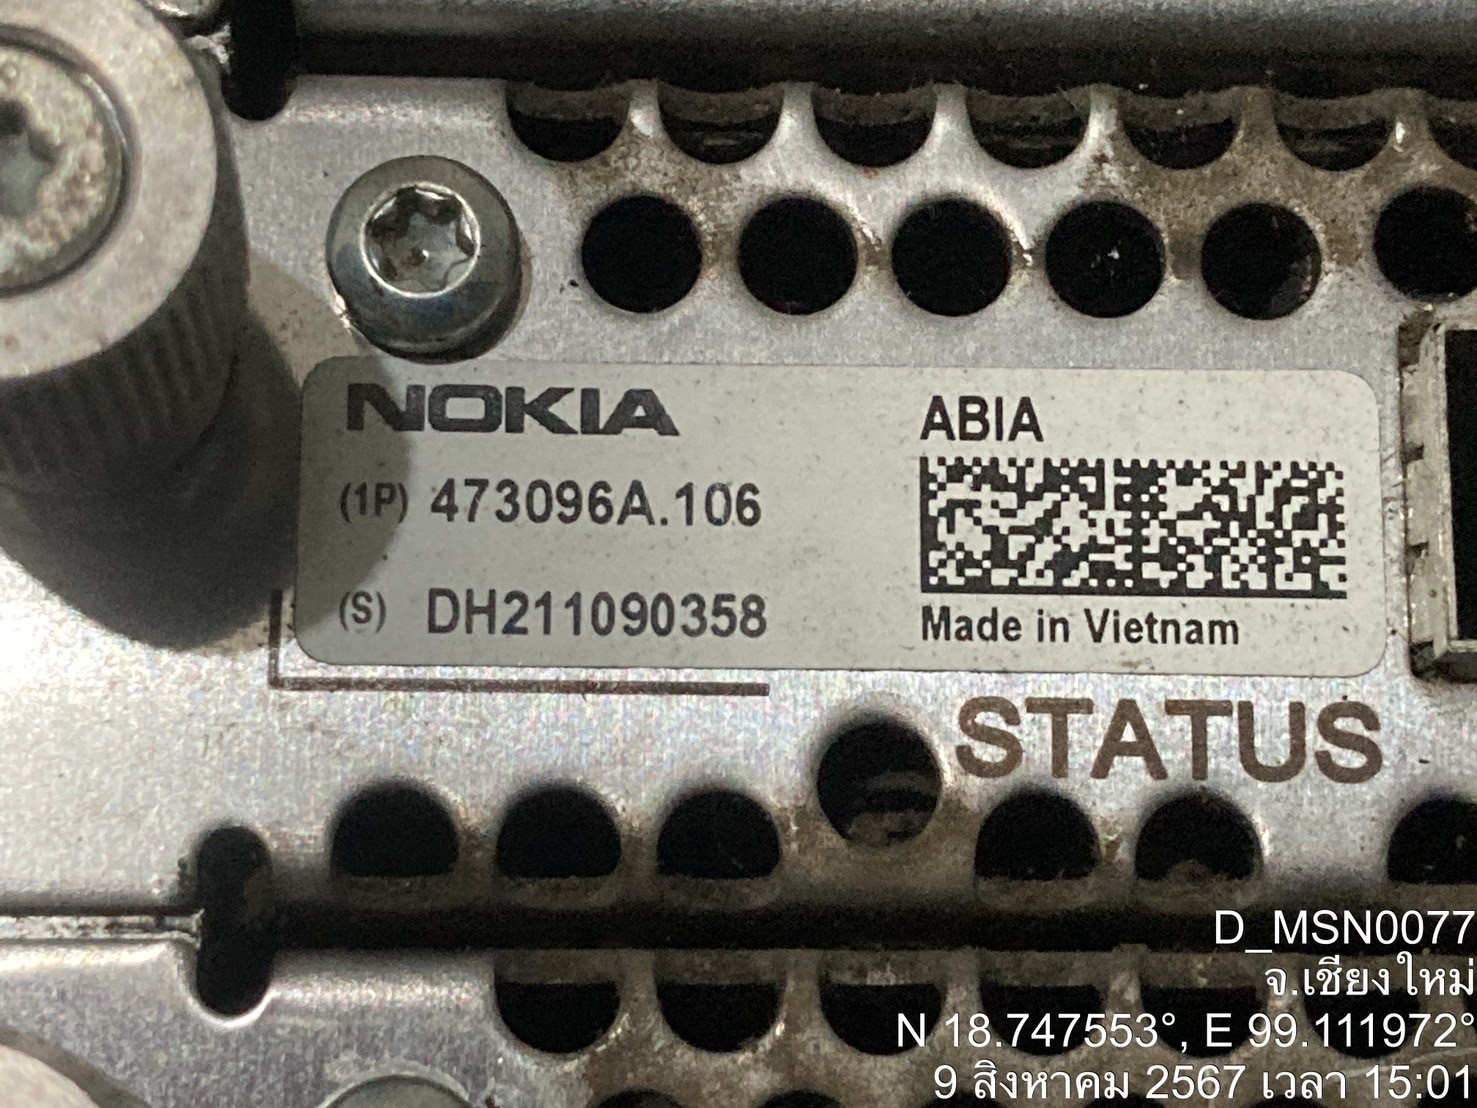 NOKIA
ABIA
(1P) 473096A.106
(S) DH211090358
Made in Vietnam
STATUS
D_MSN0077
จ.เชียงใหม่
N 18.747553°, E 99.111972°
9 สิงหาคม 2567 เวลา 15:01